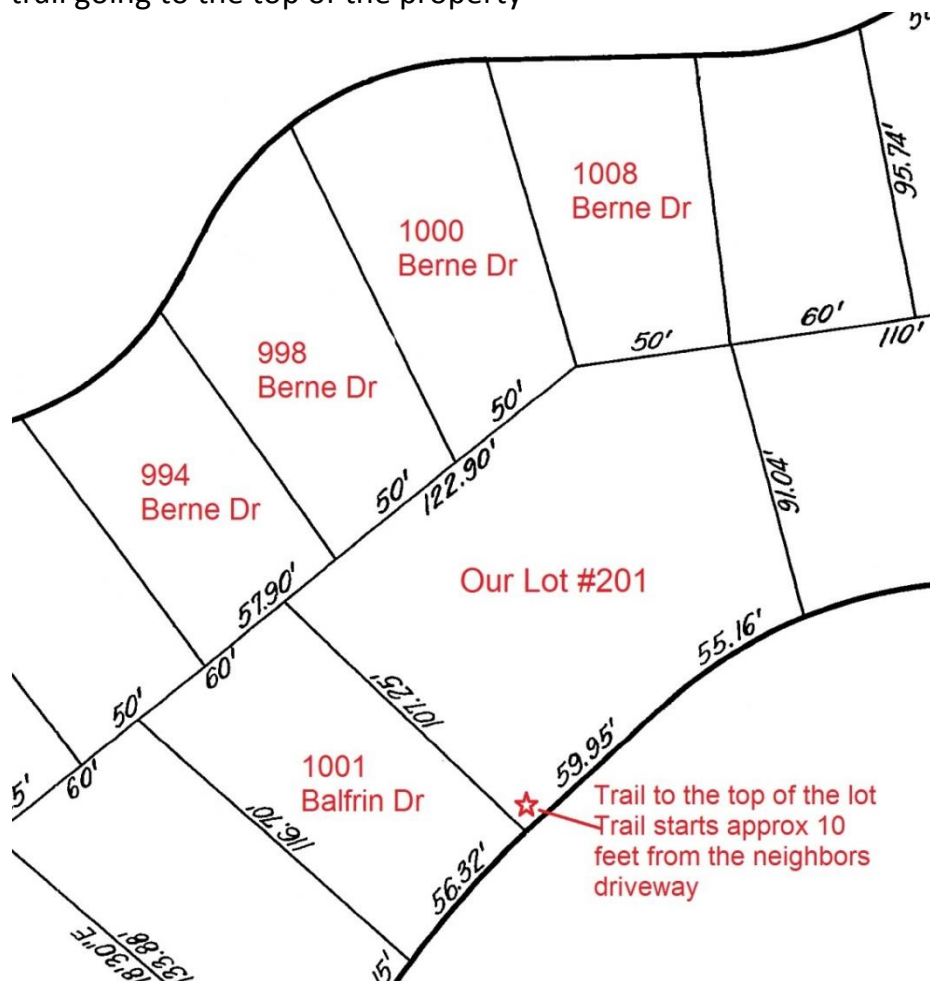 trail going to the top of the property
1008
Berne Dr
95.74'
1000
Berne Dr
60'
50'
110'
998
Berne Dr
50'
122.90'
91.04'
994
Berne Dr
50'
Our Lot #201
57.90'
55.16'
60'
107.25'
50'
59.95'
60'
1001
Balfrin Dr
Trail to the top of the lot
Trail starts approx 10
feet from the neighbors
driveway
116.70'
56.32'
18'30"E
133.88'